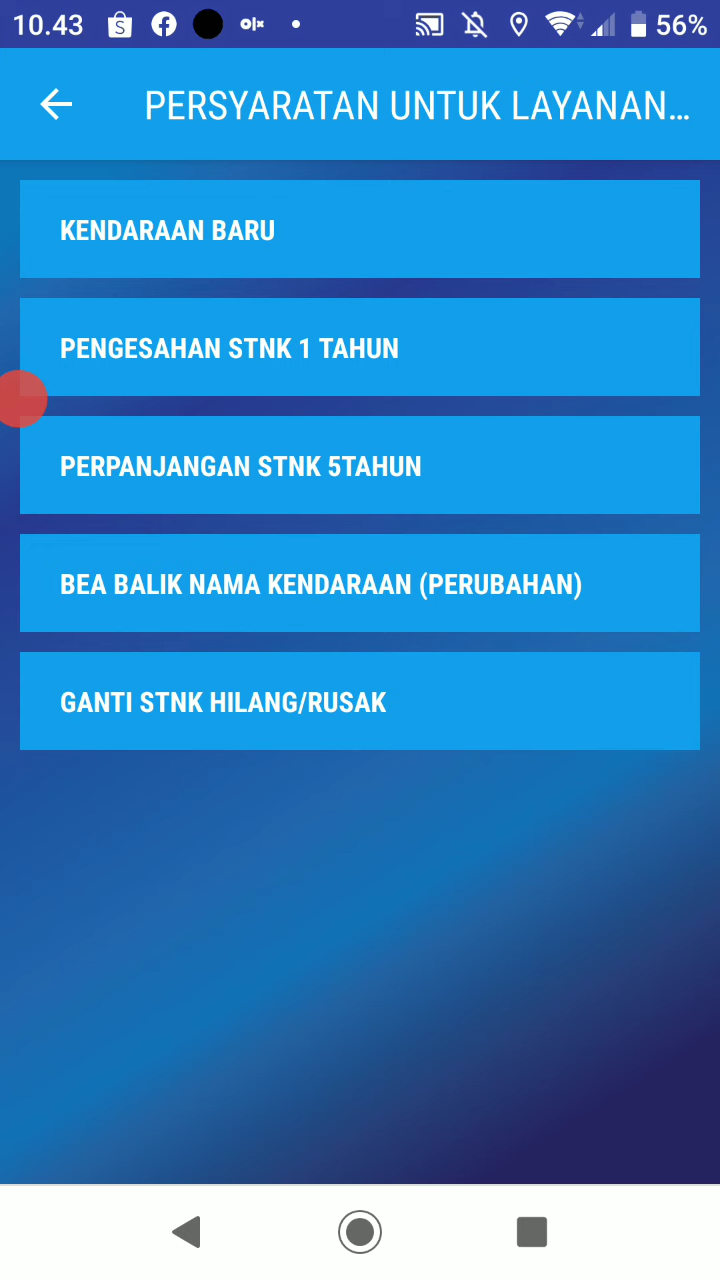 10.43
S
olx
56%
PERSYARATAN UNTUK LAYANAN...
KENDARAAN BARU
PENGESAHAN STNK 1 TAHUN
PERPANJANGAN STNK 5TAHUN
BEA BALIK NAMA KENDARAAN (PERUBAHAN)
GANTI STNK HILANG/RUSAK